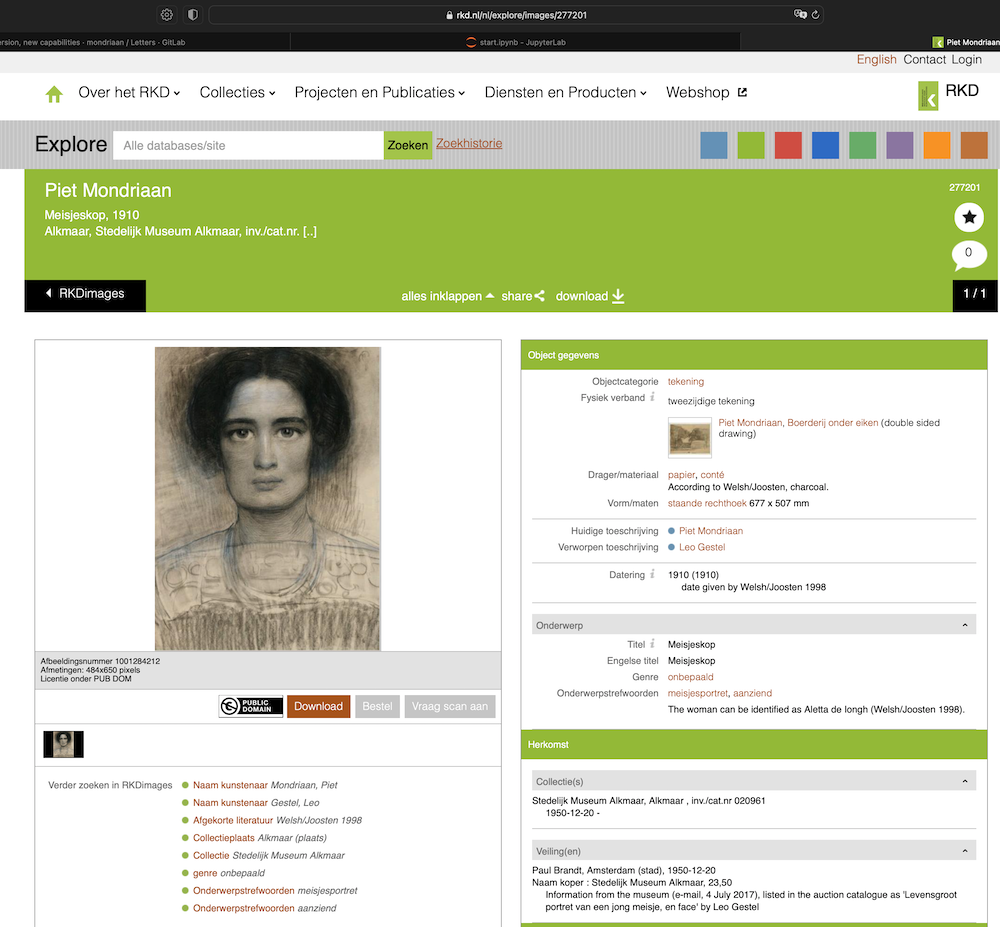 rkd.nl/nl/explore/images/277201
ersion, new capabilities · mondriaan / Letters · GitLab
start.ipynb - JupyterLab
Piet Mondriaan
English Contact Login
Over het RKD
Collecties
Projecten en Publicaties
Diensten en Producten
Webshop
RKD
Explore
Alle databases/site
Zoeken
Zoekhistorie
Piet Mondriaan
277201
Meisjeskop, 1910
Alkmaar, Stedelijk Museum Alkmaar, inv./cat.nr. [..]
0
RKDimages
alles inklappen
share
download
1 / 1
Afbeeldingsnummer 1001284212
Afmetingen: 484x650 pixels
Licentie onder PUB DOM
PUBLIC
DOMAIN
Download
Bestel
Vraag scan aan
Verder zoeken in RKDimages
Naam kunstenaar Mondriaan, Piet
Naam kunstenaar Gestel, Leo
Afgekorte literatuur Welsh/Joosten 1998
Collectieplaats Alkmaar (plaats)
Collectie Stedelijk Museum Alkmaar
genre onbepaald
Onderwerpstrefwoorden meisjesportret
Onderwerpstrefwoorden aanziend
Object gegevens
Objectcategorie tekening
Fysiek verband i tweezijdige tekening
Piet Mondriaan, Boerderij onder eiken (double sided
drawing)
Drager/materiaal papier, conté
According to Welsh/Joosten, charcoal.
Vorm/maten staande rechthoek 677 x 507 mm
Huidige toeschrijving Piet Mondriaan
Verworpen toeschrijving Leo Gestel
Datering i 1910 (1910)
date given by Welsh/Joosten 1998
Onderwerp
Titel i Meisjeskop
Engelse titel Meisjeskop
Genre onbepaald
Onderwerpstrefwoorden meisjesportret, aanziend
The woman can be identified as Aletta de Iongh (Welsh/Joosten 1998).
Herkomst
Collectie(s)
Stedelijk Museum Alkmaar, Alkmaar , inv./cat.nr 020961
1950-12-20 -
Veiling(en)
Paul Brandt, Amsterdam (stad), 1950-12-20
Naam koper : Stedelijk Museum Alkmaar, 23,50
Information from the museum (e-mail, 4 July 2017), listed in the auction catalogue as 'Levensgroot
portret van een jong meisje, en face' by Leo Gestel